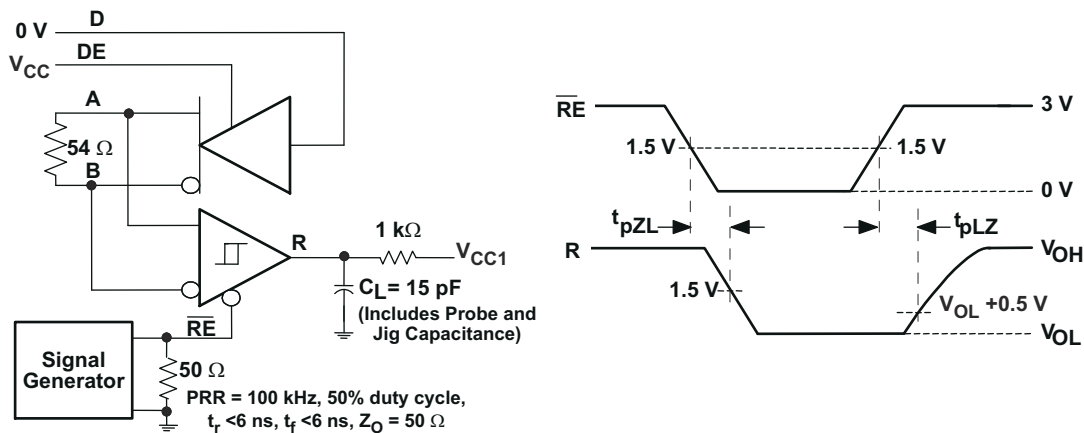 0 V
D
VCC
DE
A
54 Ω
B
R
1 kΩ
VCC1
CL= 15 pF
(Includes Probe and
Jig Capacitance)
RE
Signal
Generator
50 Ω
PRR = 100 kHz, 50% duty cycle,
tr <6 ns, tf <6 ns, ZO = 50 Ω
RE
3 V
1.5 V
1.5 V
0 V
tpZL
tpLZ
R
VOH
1.5 V
VOL +0.5 V
VOL